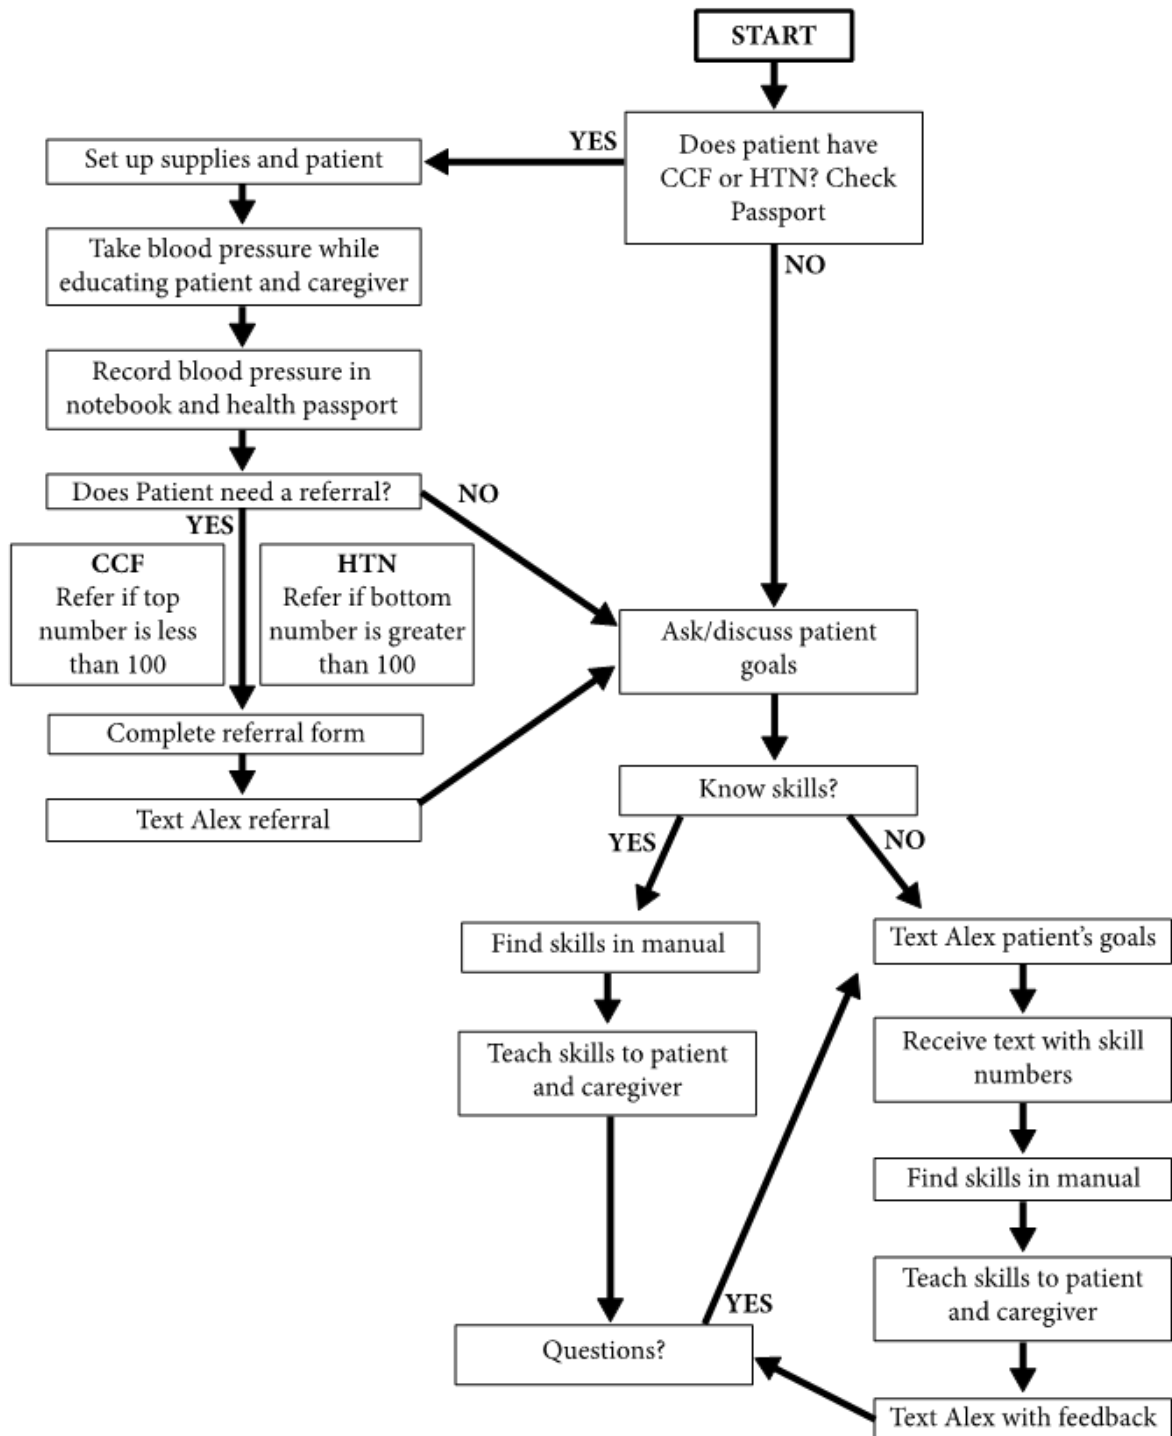 START
Does patient have
CCF or HTN? Check
Passport
YES
NO
Set up supplies and patient
Take blood pressure while
educating patient and caregiver
Record blood pressure in
notebook and health passport
Does Patient need a referral?
NO
YES
CCF
Refer if top
number is less
than 100
HTN
Refer if bottom
number is greater
than 100
Complete referral form
Text Alex referral
Ask/discuss patient
goals
Know skills?
YES
NO
Find skills in manual
Teach skills to patient
and caregiver
Questions?
YES
Text Alex patient’s goals
Receive text with skill
numbers
Find skills in manual
Teach skills to patient
and caregiver
Text Alex with feedback